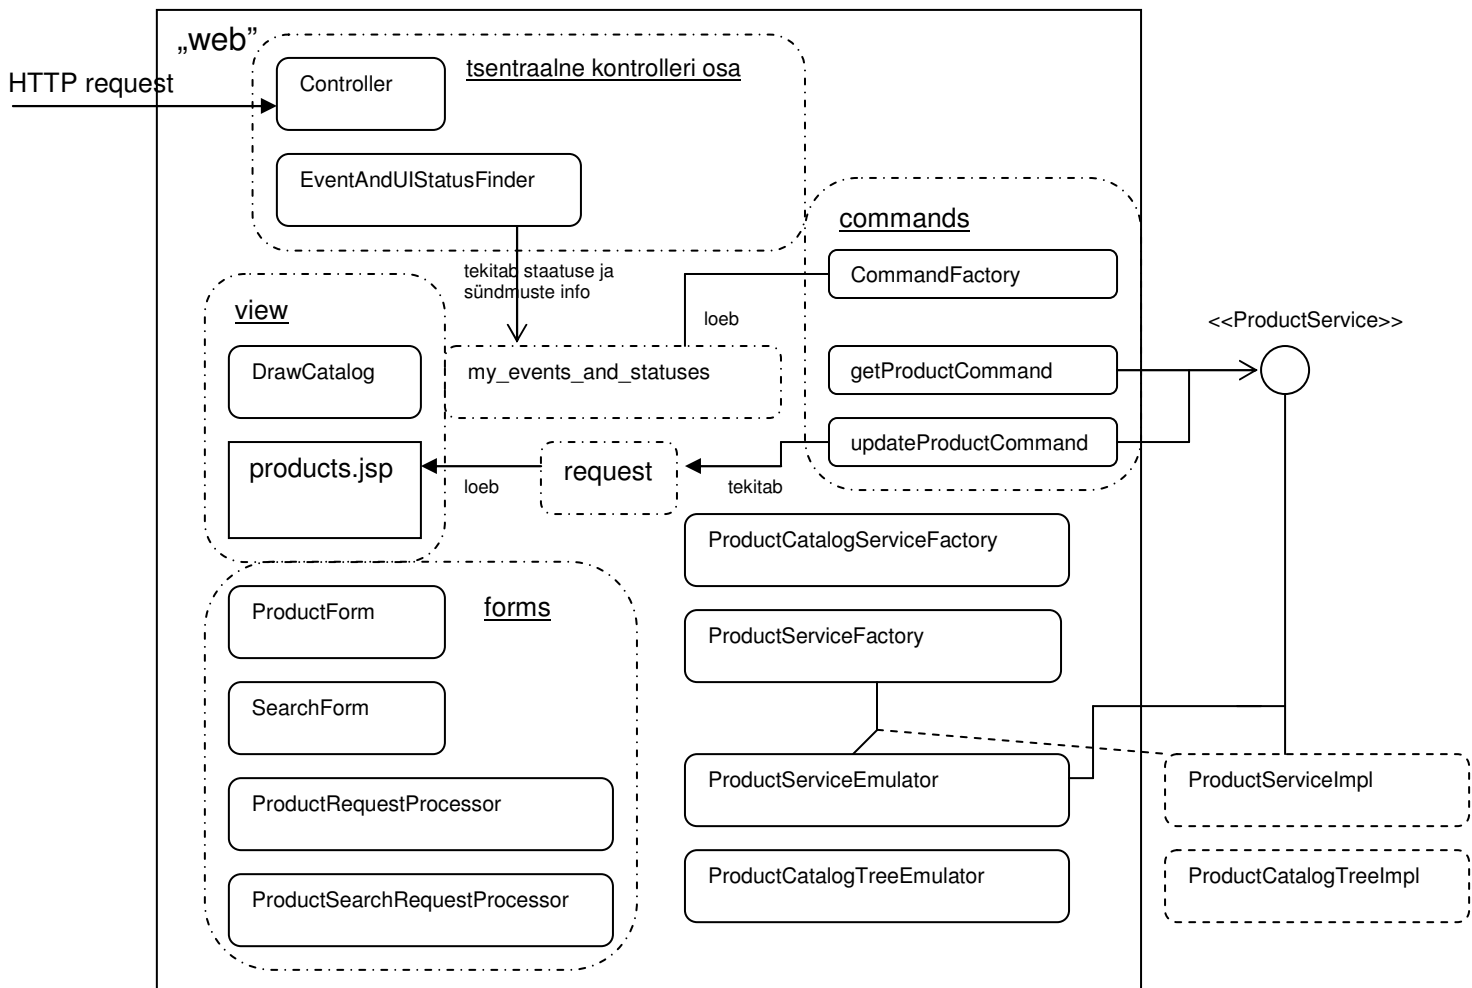 „web”
HTTP request
Controller
tsentraalne kontrolleri osa
EventAndUIStatusFinder
commands
tekitab staatuse ja
sündmuste info
CommandFactory
view
loeb
<<ProductService>>
DrawCatalog
my_events_and_statuses
getProductCommand
products.jsp
request
updateProductCommand
loeb
tekitab
ProductCatalogServiceFactory
ProductForm
forms
ProductServiceFactory
SearchForm
ProductServiceEmulator
ProductServiceImpl
ProductRequestProcessor
ProductCatalogTreeEmulator
ProductCatalogTreeImpl
ProductSearchRequestProcessor